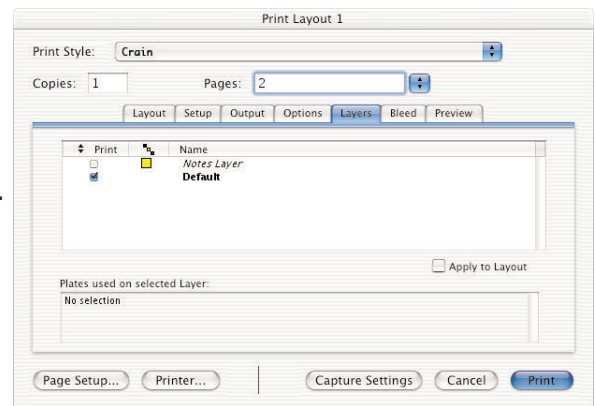 Print Layout 1
Print Style: Crain
Copies: 1 Pages: 2
Layout Setup Output Options Layers Bleed Preview
Print Name
Notes Layer
Default
Apply to Layout
Plates used on selected Layer:
No selection
Page Setup... Printer... Capture Settings Cancel Print